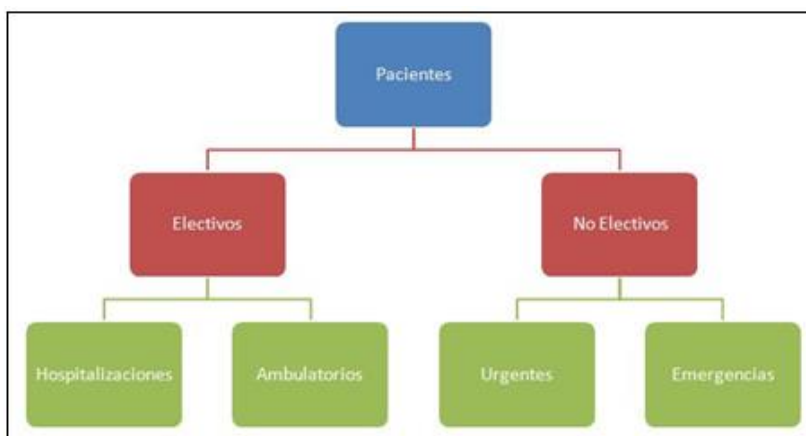 Pacientes
Electivos
No Electivos
Hospitalizaciones
Ambulatorios
Urgentes
Emergencias